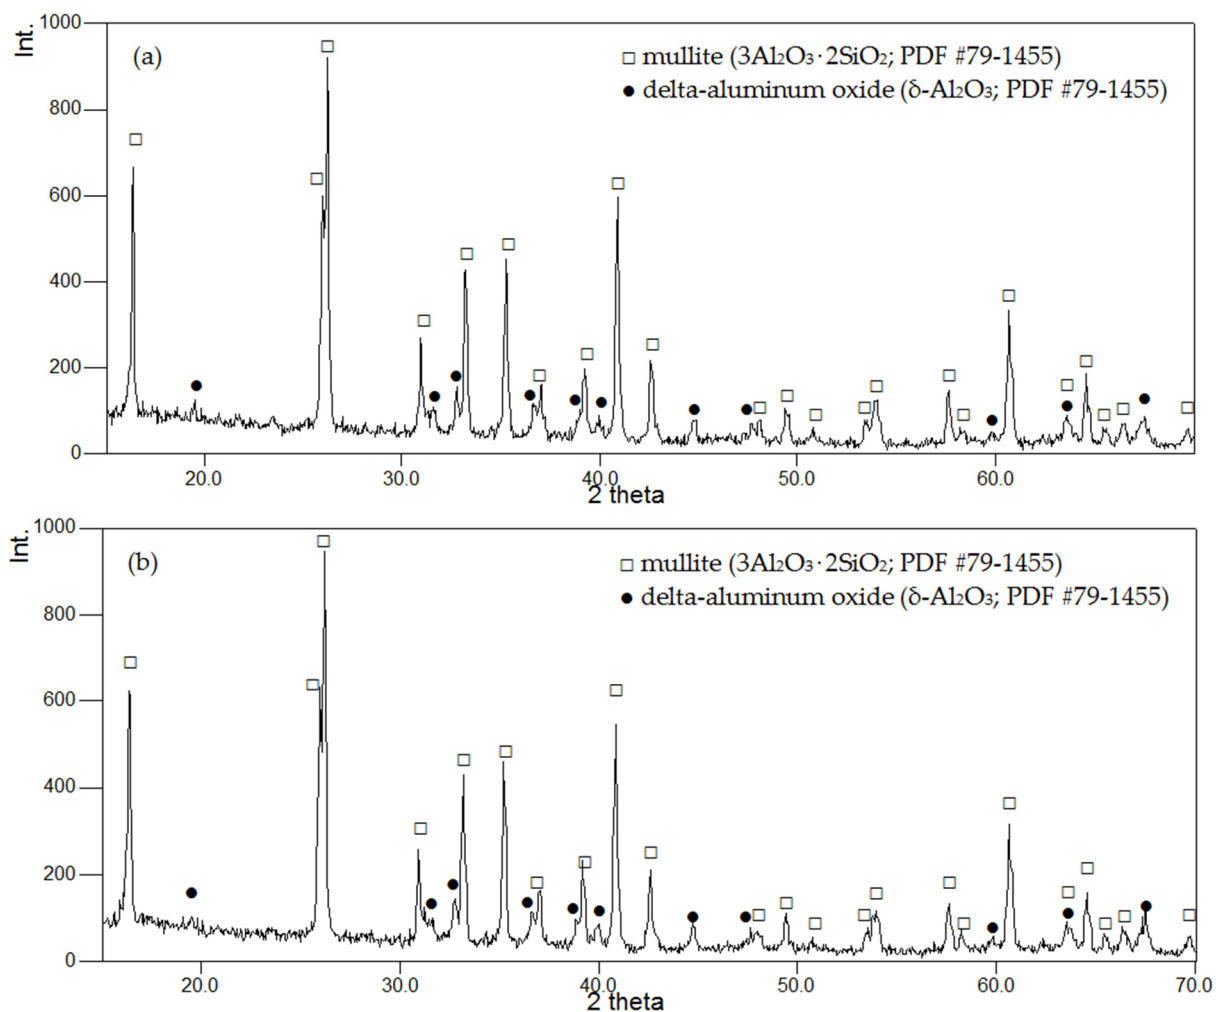 1000
Int.
(a)
□ mullite (3Al₂O₃·2SiO₂; PDF #79-1455)
● delta-aluminum oxide (δ-Al₂O₃; PDF #79-1455)
800
600
400
200
0
20.0 30.0 40.0 50.0 60.0
2 theta
1000
Int.
(b)
□ mullite (3Al₂O₃·2SiO₂; PDF #79-1455)
● delta-aluminum oxide (δ-Al₂O₃; PDF #79-1455)
800
600
400
200
0
20.0 30.0 40.0 50.0 60.0 70.0
2 theta